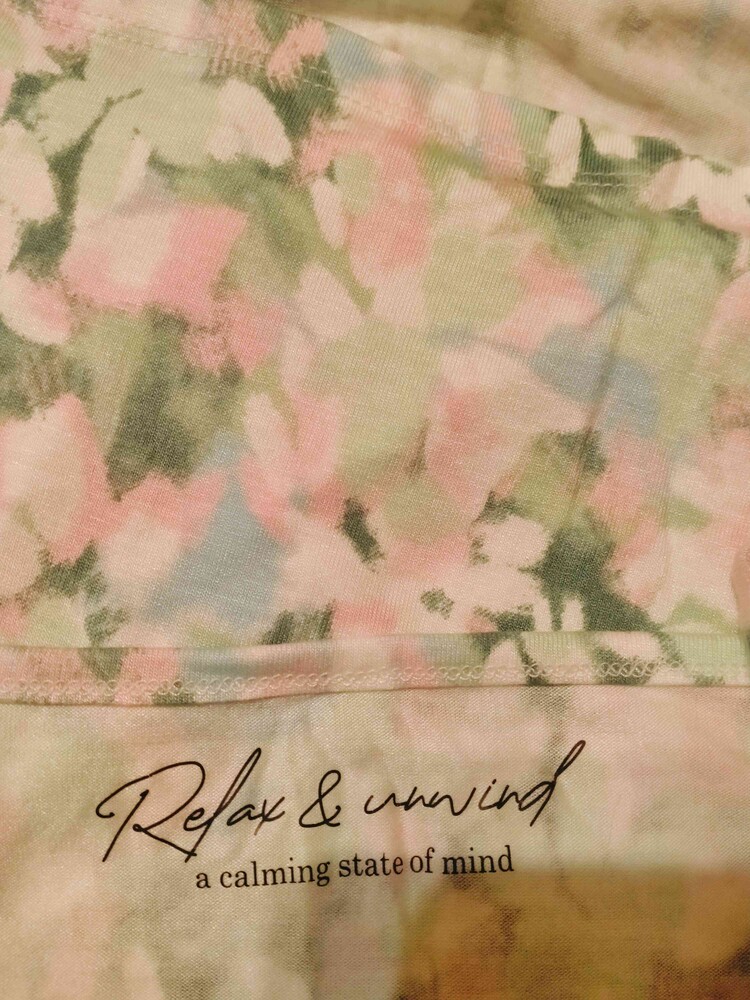 Relax & unwind
a calming state of mind